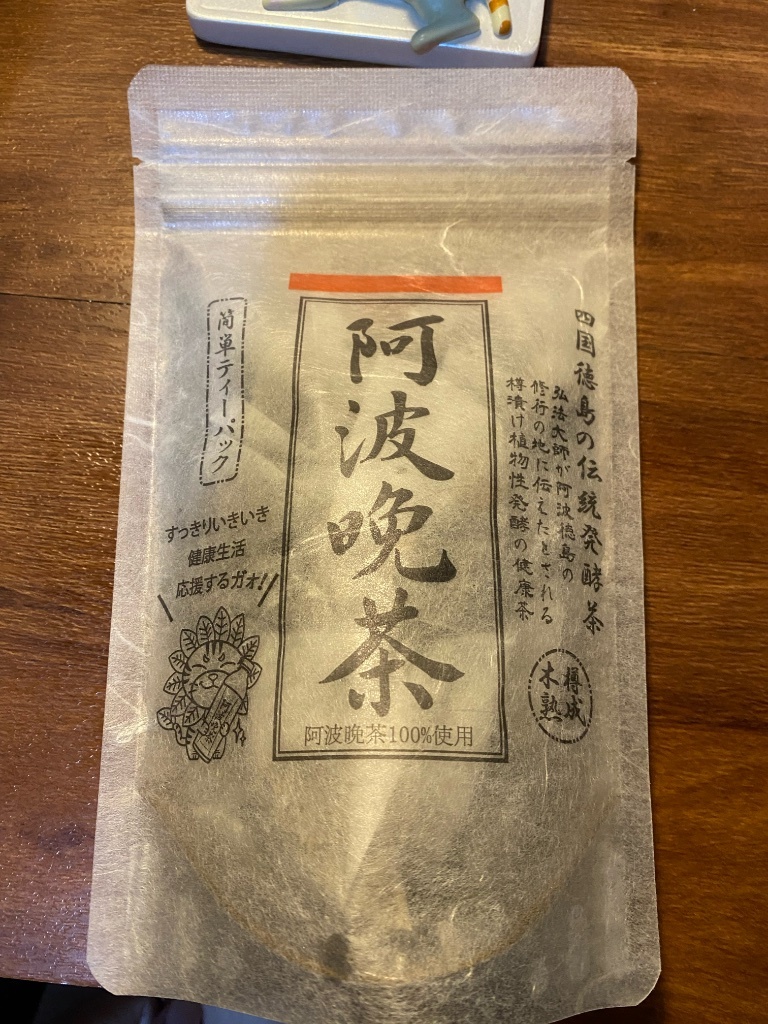 四国徳島の伝統発酵茶
弘法大師が阿波徳島の
修行の地に伝えたとされる
樽漬け植物性発酵の健康茶
樽成
木熟
阿波晩茶
阿波晩茶100%使用
簡単ティーパック
すっきりいきいき
健康生活
応援するガオ!
阿波晩茶